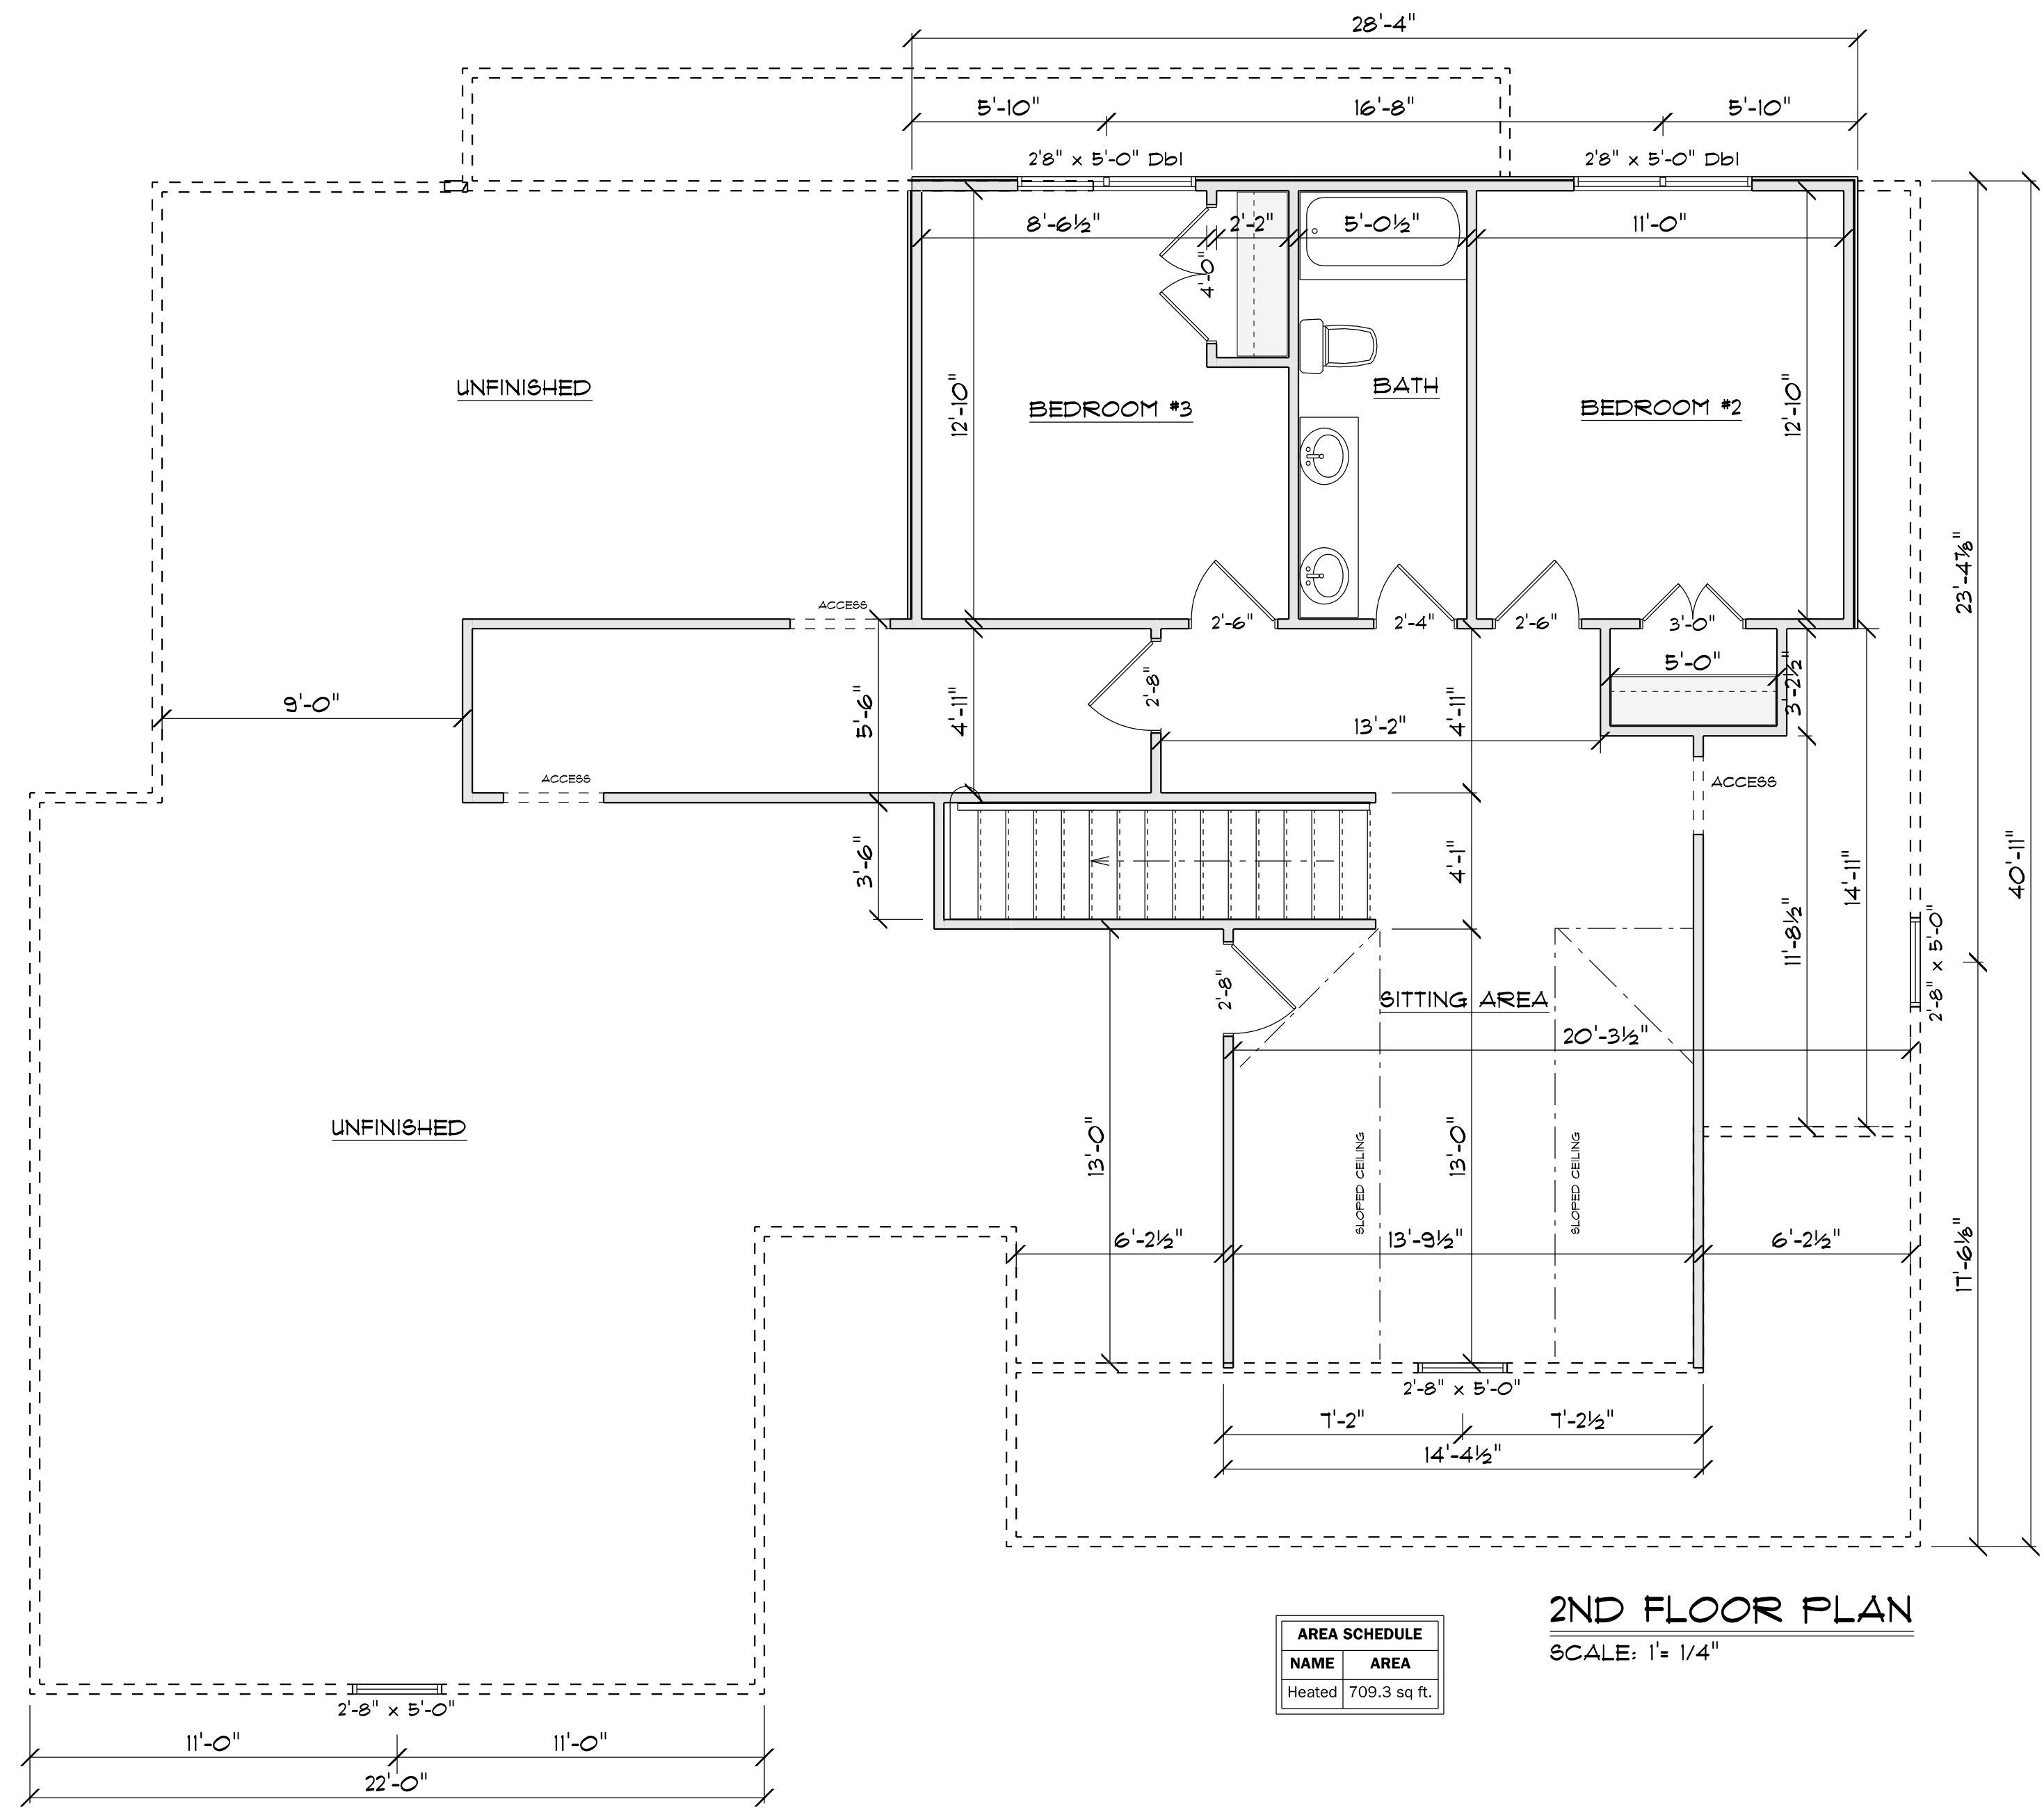 28'-4"
5'-10"
16'-8"
5'-10"
2'8" x 5'-0" Dbl
2'8" x 5'-0" Dbl
8'-6½"
2'-2"
5'-0½"
11'-0"
4'-0"
UNFINISHED
12'-10"
BEDROOM #3
BATH
BEDROOM #2
12'-10"
23'-4⅞"
40'-11"
ACCESS
2'-6"
2'-4"
2'-6"
3'-0"
5'-0"
3'-2½"
9'-0"
5'-6"
4'-11"
2'-8"
13'-2"
4'-11"
ACCESS
ACCESS
3'-6"
4'-1"
11'-8½"
14'-11"
2'-8" x 5'-0"
2'-8"
SITTING AREA
20'-3½"
UNFINISHED
13'-0"
SLOPED CEILING
13'-0"
SLOPED CEILING
6'-2½"
13'-9½"
6'-2½"
17'-6⅛"
2'-8" x 5'-0"
7'-2"
7'-2½"
14'-4½"
2ND FLOOR PLAN
SCALE: 1'= 1/4"
AREA SCHEDULE
NAME AREA
Heated 709.3 sq ft.
2'-8" x 5'-0"
11'-0"
11'-0"
22'-0"